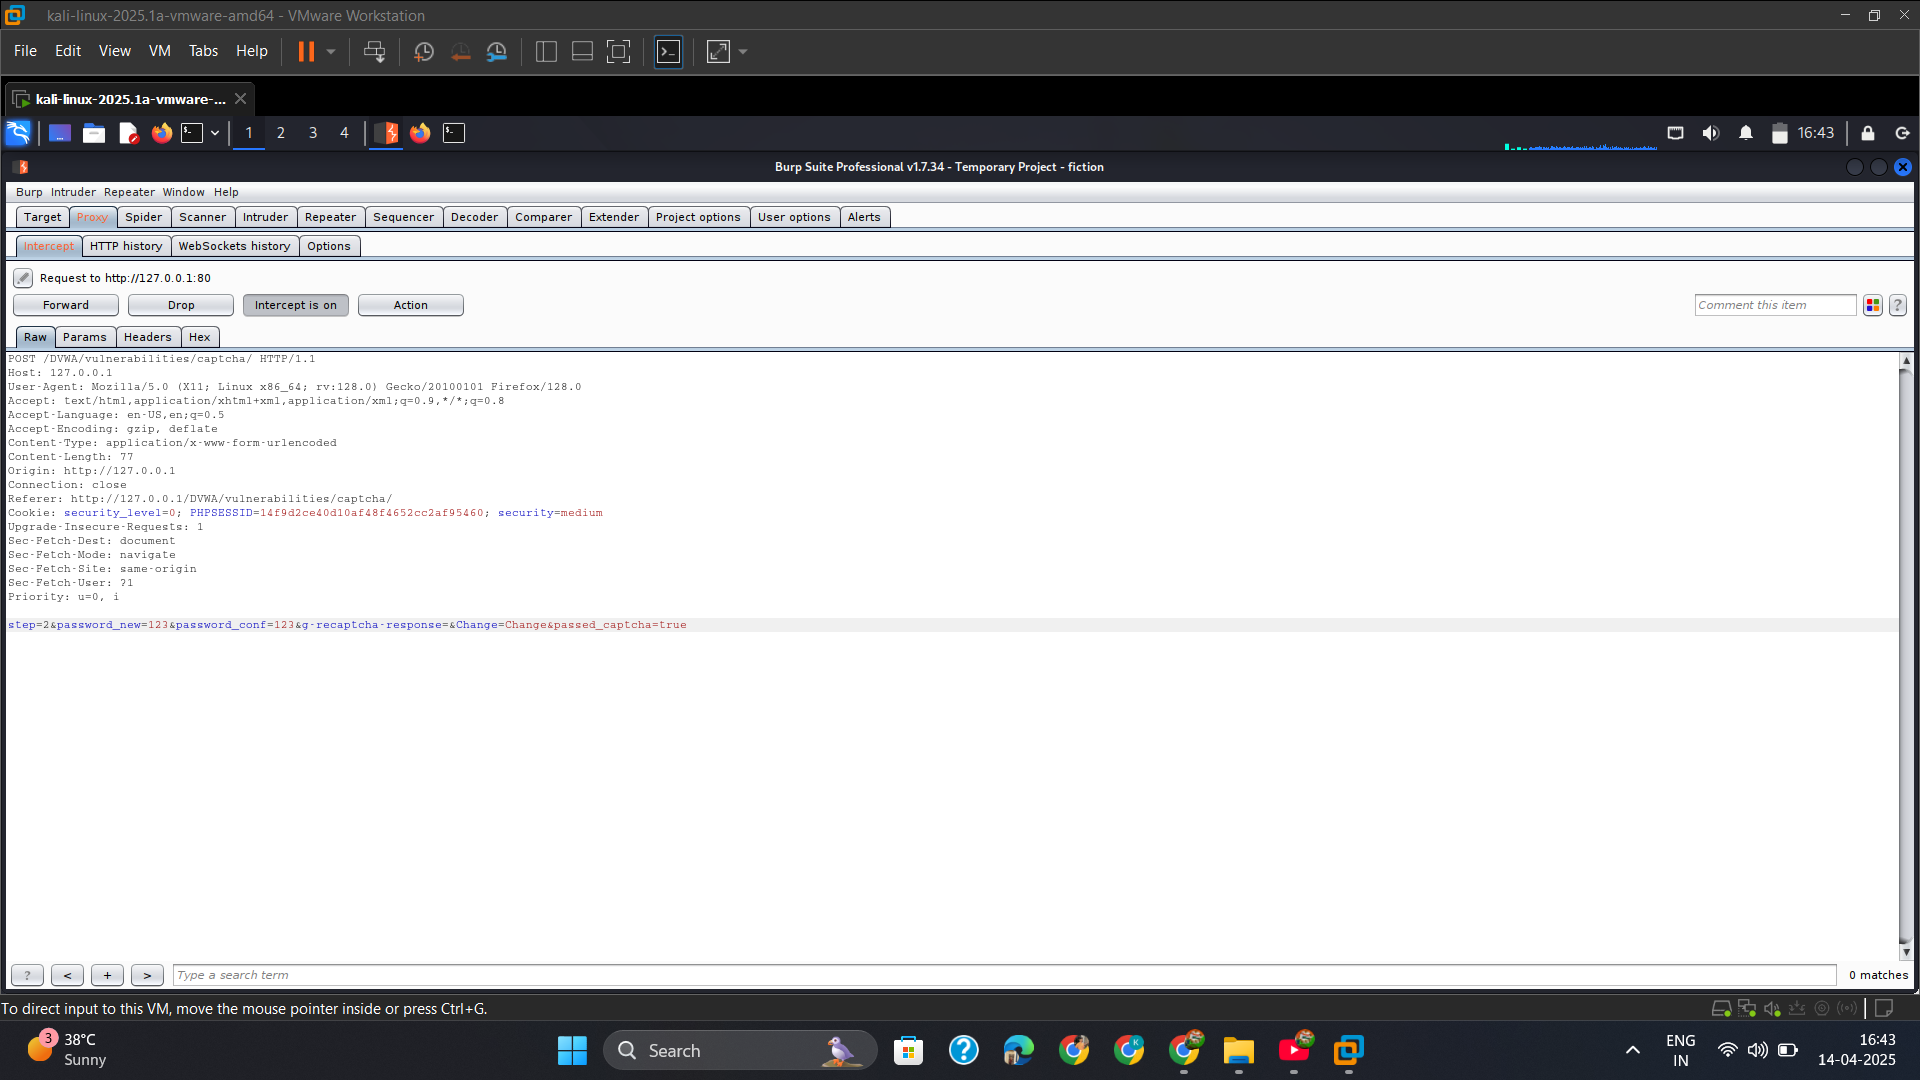 kali-linux-2025.1a-vmware-amd64 - VMware Workstation
File Edit View VM Tabs Help
kali-linux-2025.1a-vmware-...
1 2 3 4
16:43
Burp Suite Professional v1.7.34 - Temporary Project - fiction
Burp Intruder Repeater Window Help
Target Proxy Spider Scanner Intruder Repeater Sequencer Decoder Comparer Extender Project options User options Alerts
Intercept HTTP history WebSockets history Options
Request to http://127.0.0.1:80
Forward Drop Intercept is on Action Comment this item ?
Raw Params Headers Hex
POST /DVWA/vulnerabilities/captcha/ HTTP/1.1
Host: 127.0.0.1
User-Agent: Mozilla/5.0 (X11; Linux x86_64; rv:128.0) Gecko/20100101 Firefox/128.0
Accept: text/html,application/xhtml+xml,application/xml;q=0.9,*/*;q=0.8
Accept-Language: en-US,en;q=0.5
Accept-Encoding: gzip, deflate
Content-Type: application/x-www-form-urlencoded
Content-Length: 77
Origin: http://127.0.0.1
Connection: close
Referer: http://127.0.0.1/DVWA/vulnerabilities/captcha/
Cookie: security_level=0; PHPSESSID=14f9d2ce40d10af48f4652cc2af95460; security=medium
Upgrade-Insecure-Requests: 1
Sec-Fetch-Dest: document
Sec-Fetch-Mode: navigate
Sec-Fetch-Site: same-origin
Sec-Fetch-User: ?1
Priority: u=0, i
step=2&password_new=123&password_conf=123&g-recaptcha-response=&Change=Change&passed_captcha=true
? < + > Type a search term 0 matches
To direct input to this VM, move the mouse pointer inside or press Ctrl+G.
3
38°C
Sunny
Search
ENG
IN
16:43
14-04-2025